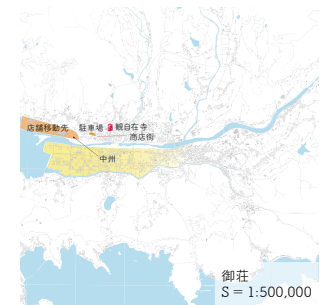 店舗移動先 駐車場 観自在寺
商店街
中州
御荘
S = 1:500,000